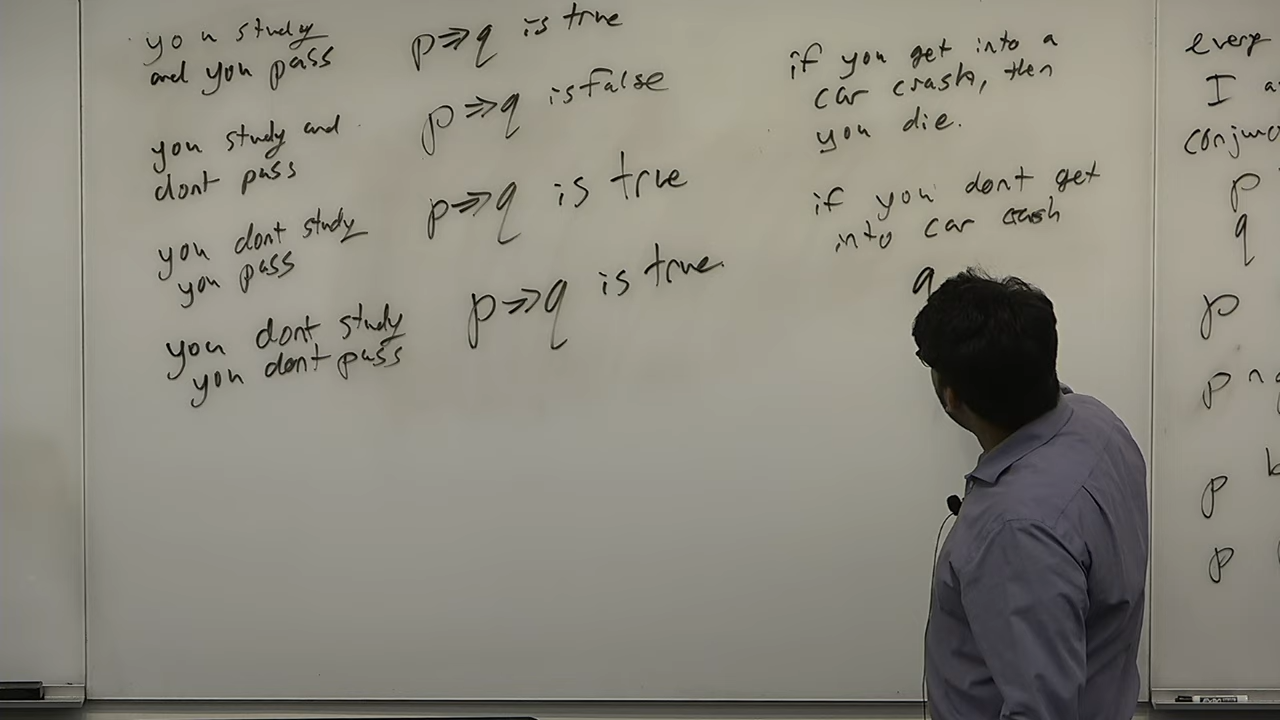 you study
and you pass
p⇒q is true
you study and
dont pass
p⇒q is false
you dont study
you pass
p⇒q is true
you dont study
you dont pass
p⇒q is true.
if you get into a
car crash, then
you die.
if you dont get
into car crash
q
every
I a
conjunc
p
q
p
p n
p b
p